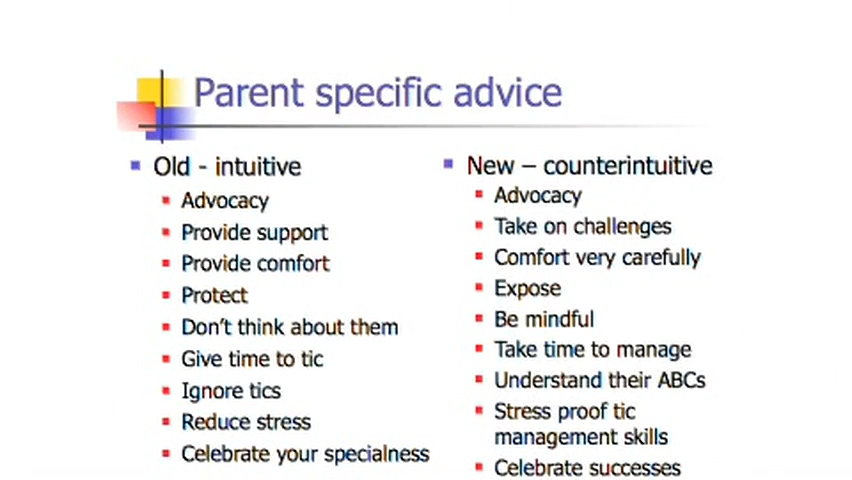 Parent specific advice
Old - intuitive
Advocacy
Provide support
Provide comfort
Protect
Don't think about them
Give time to tic
Ignore tics
Reduce stress
Celebrate your specialness
New – counterintuitive
Advocacy
Take on challenges
Comfort very carefully
Expose
Be mindful
Take time to manage
Understand their ABCs
Stress proof tic
management skills
Celebrate successes